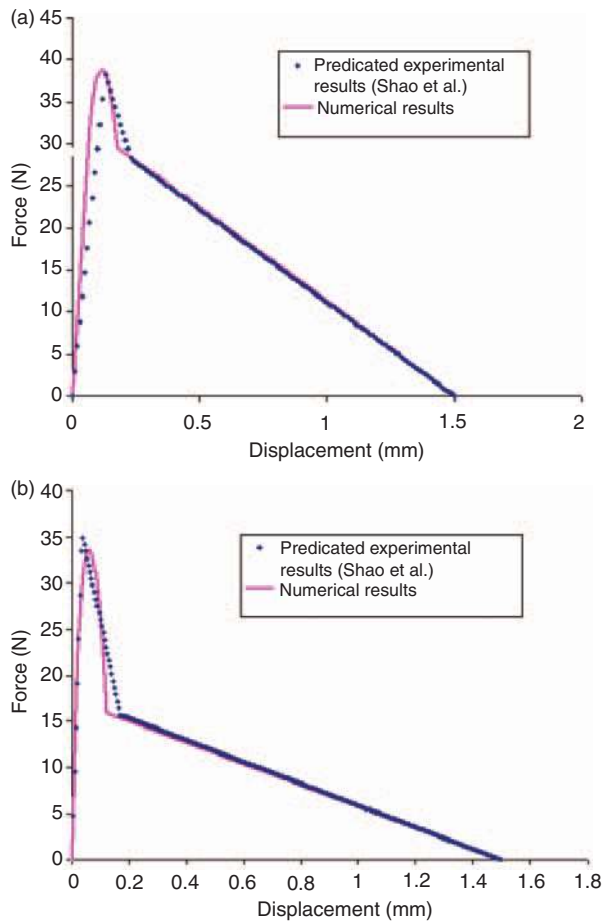 (a)
45
40
35
30
25
20
15
10
5
0
Force (N)
Predicated experimental
results (Shao et al.)
Numerical results
0
0.5
1
1.5
2
Displacement (mm)
(b)
40
35
30
25
20
15
10
5
0
Force (N)
Predicated experimental
results (Shao et al.)
Numerical results
0
0.2
0.4
0.6
0.8
1.0
1.2
1.4
1.6
1.8
Displacement (mm)